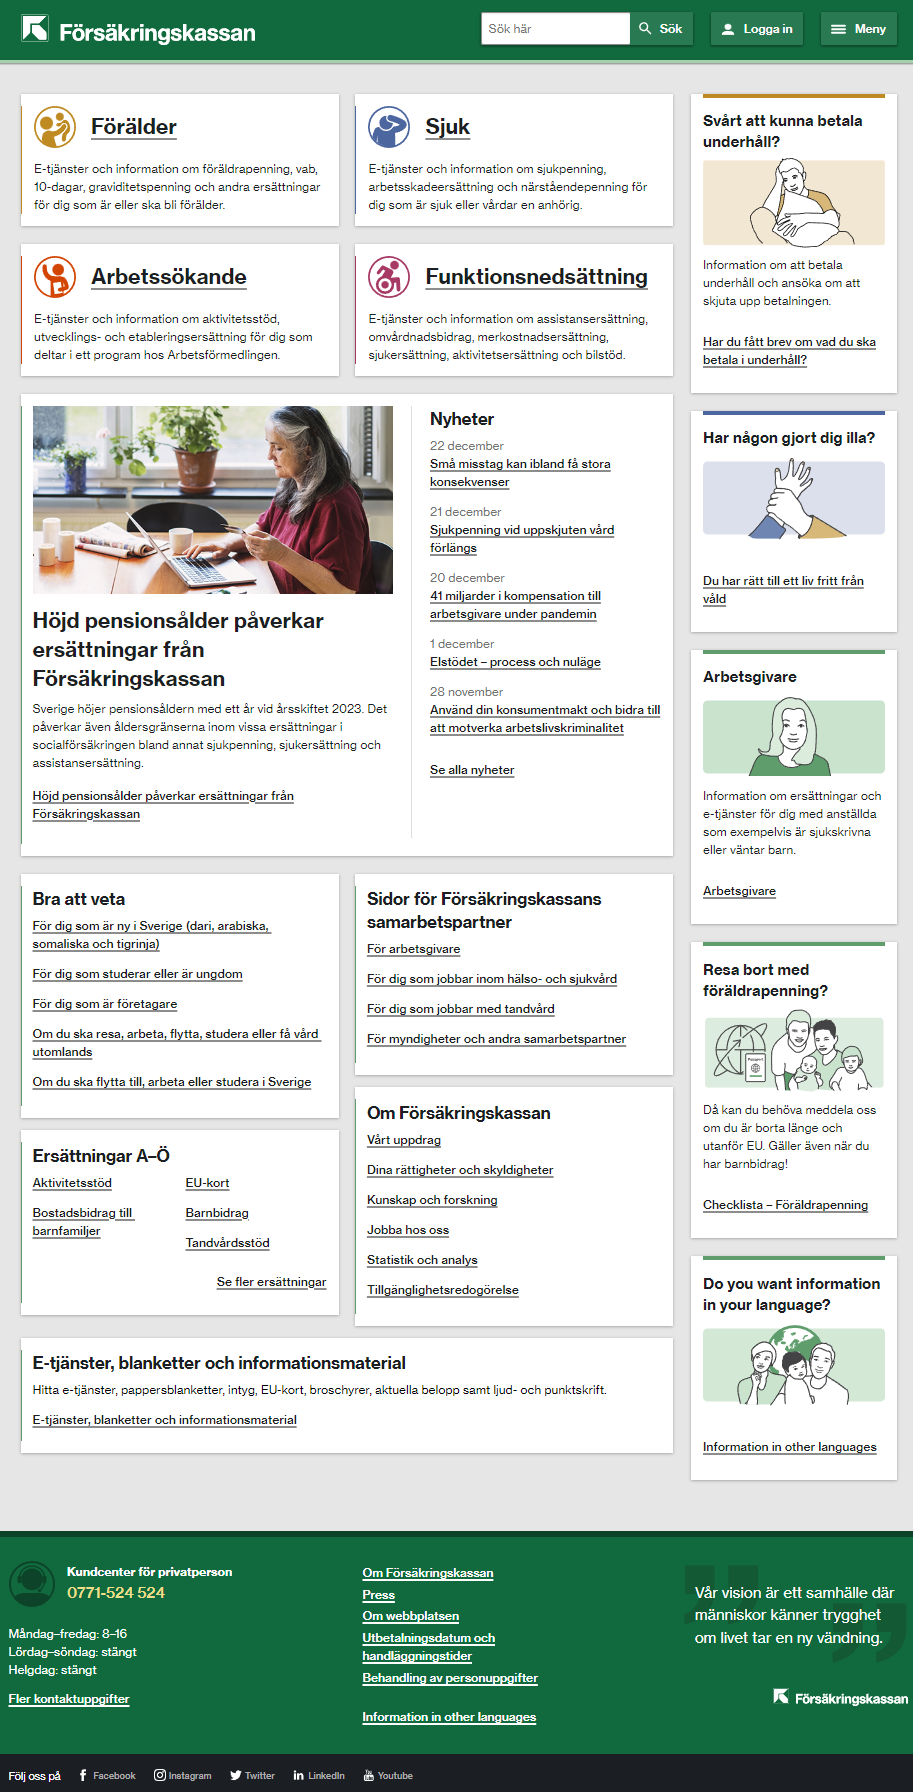 Försäkringskassan
Sök här
Sök
Logga in
Meny
Förälder
E-tjänster och information om föräldrapenning, vab,
10-dagar, graviditetspenning och andra ersättningar
för dig som är eller ska bli förälder.
Sjuk
E-tjänster och information om sjukpenning,
arbetsskadeersättning och närståendepenning för
dig som är sjuk eller vårdar en anhörig.
Arbetssökande
E-tjänster och information om aktivitetsstöd,
utvecklings- och etableringsersättning för dig som
deltar i ett program hos Arbetsförmedlingen.
Funktionsnedsättning
E-tjänster och information om assistansersättning,
omvårdnadsbidrag, merkostnadsersättning,
sjukersättning, aktivitetsersättning och bilstöd.
Höjd pensionsålder påverkar
ersättningar från
Försäkringskassan
Sverige höjer pensionsåldern med ett år vid årsskiftet 2023. Det
påverkar även åldersgränserna inom vissa ersättningar i
socialförsäkringen bland annat sjukpenning, sjukersättning och
assistansersättning.
Höjd pensionsålder påverkar ersättningar från
Försäkringskassan
Nyheter
22 december
Små misstag kan ibland få stora
konsekvenser
21 december
Sjukpenning vid uppskjuten vård
förlängs
20 december
41 miljarder i kompensation till
arbetsgivare under pandemin
1 december
Elstödet – process och nuläge
28 november
Använd din konsumentmakt och bidra till
att motverka arbetslivskriminalitet
Se alla nyheter
Bra att veta
För dig som är ny i Sverige (dari, arabiska,
somaliska och tigrinja)
För dig som studerar eller är ungdom
För dig som är företagare
Om du ska resa, arbeta, flytta, studera eller få vård
utomlands
Om du ska flytta till, arbeta eller studera i Sverige
Sidor för Försäkringskassans
samarbetspartner
För arbetsgivare
För dig som jobbar inom hälso- och sjukvård
För dig som jobbar med tandvård
För myndigheter och andra samarbetspartner
Ersättningar A–Ö
Aktivitetsstöd
Bostadsbidrag till
barnfamiljer
EU-kort
Barnbidrag
Tandvårdsstöd
Se fler ersättningar
Om Försäkringskassan
Vårt uppdrag
Dina rättigheter och skyldigheter
Kunskap och forskning
Jobba hos oss
Statistik och analys
Tillgänglighetsredogörelse
E-tjänster, blanketter och informationsmaterial
Hitta e-tjänster, pappersblanketter, intyg, EU-kort, broschyrer, aktuella belopp samt ljud- och punktskrift.
E-tjänster, blanketter och informationsmaterial
Svårt att kunna betala
underhåll?
Information om att betala
underhåll och ansöka om att
skjuta upp betalningen.
Har du fått brev om vad du ska
betala i underhåll?
Har någon gjort dig illa?
Du har rätt till ett liv fritt från
våld
Arbetsgivare
Information om ersättningar och
e-tjänster för dig med anställda
som exempelvis är sjukskrivna
eller väntar barn.
Arbetsgivare
Resa bort med
föräldrapenning?
Passport
Då kan du behöva meddela oss
om du är borta länge och
utanför EU. Gäller även när du
har barnbidrag!
Checklista – Föräldrapenning
Do you want information
in your language?
Information in other languages
Kundcenter för privatperson
0771-524 524
Måndag–fredag: 8–16
Lördag–söndag: stängt
Helgdag: stängt
Fler kontaktuppgifter
Om Försäkringskassan
Press
Om webbplatsen
Utbetalningsdatum och
handläggningstider
Behandling av personuppgifter
Information in other languages
Vår vision är ett samhälle där
människor känner trygghet
om livet tar en ny vändning.
Försäkringskassan
Följ oss på
Facebook
Instagram
Twitter
LinkedIn
Youtube